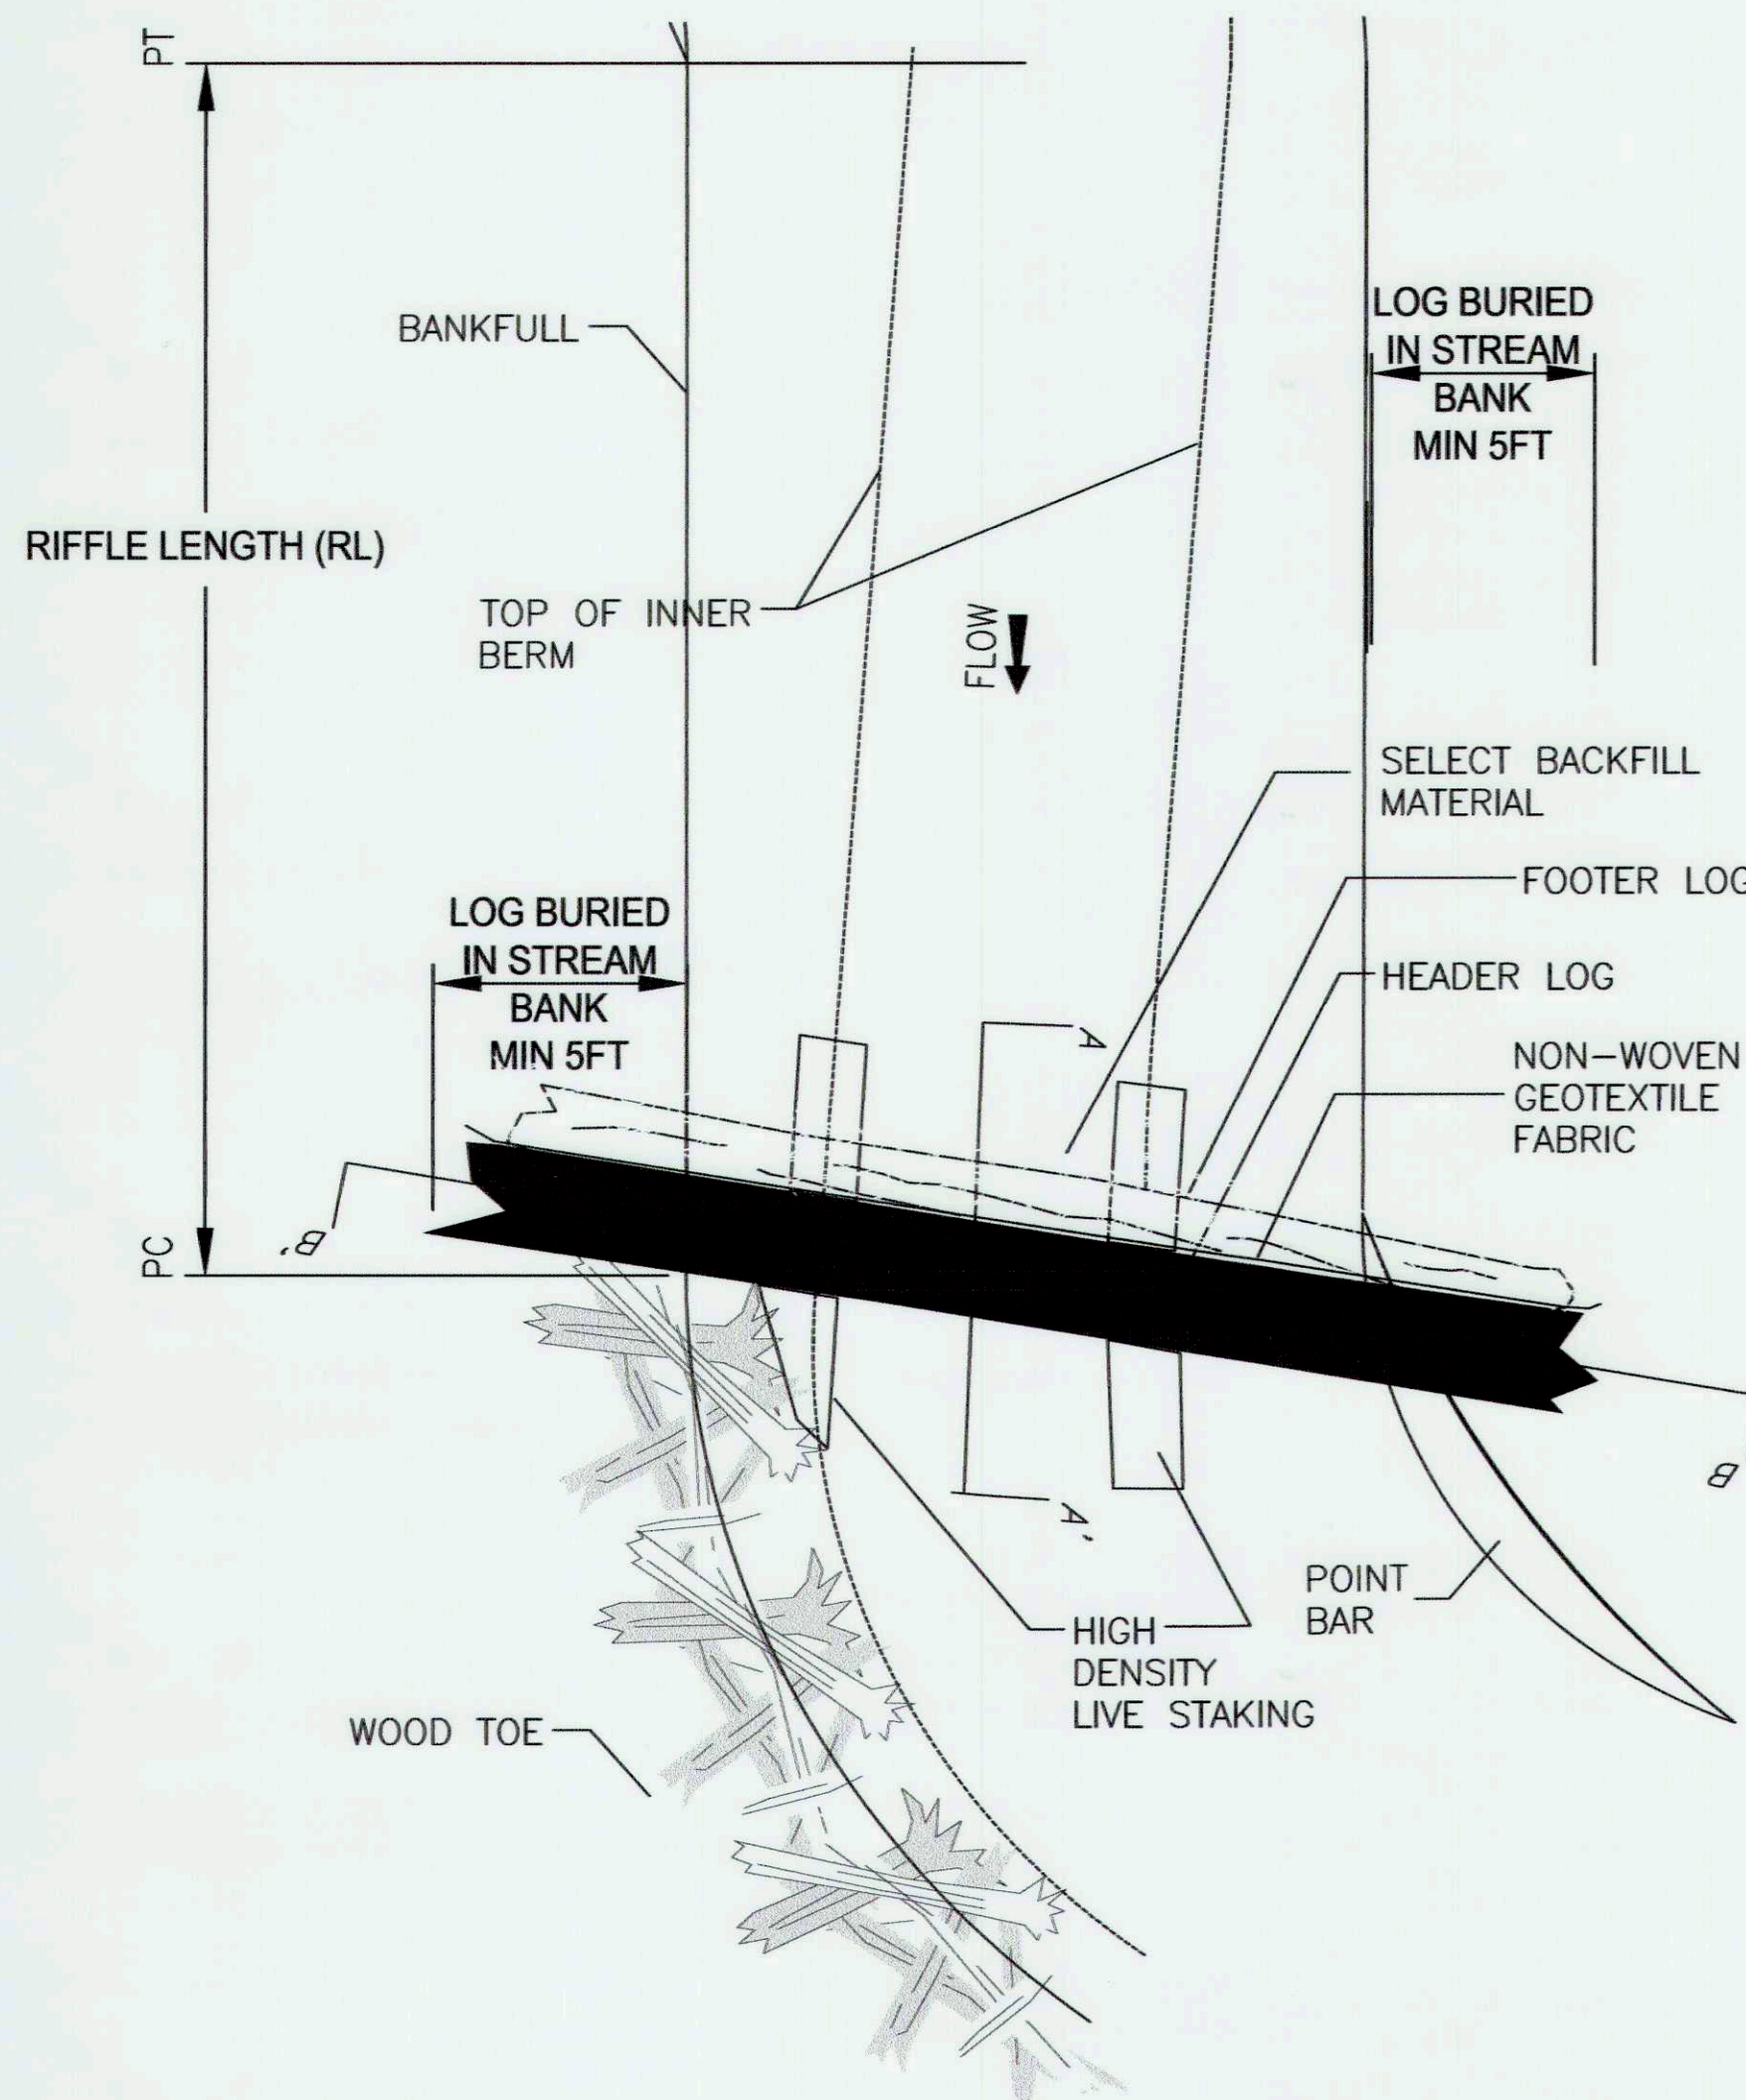 PT
LOG BURIED
IN STREAM
BANK
MIN 5FT
BANKFULL
RIFFLE LENGTH (RL)
TOP OF INNER
BERM
FLOW
SELECT BACKFILL
MATERIAL
FOOTER LOG
HEADER LOG
LOG BURIED
IN STREAM
BANK
MIN 5FT
A
NON-WOVEN
GEOTEXTILE
FABRIC
B'
PC
B
A'
POINT
BAR
HIGH
DENSITY
LIVE STAKING
WOOD TOE